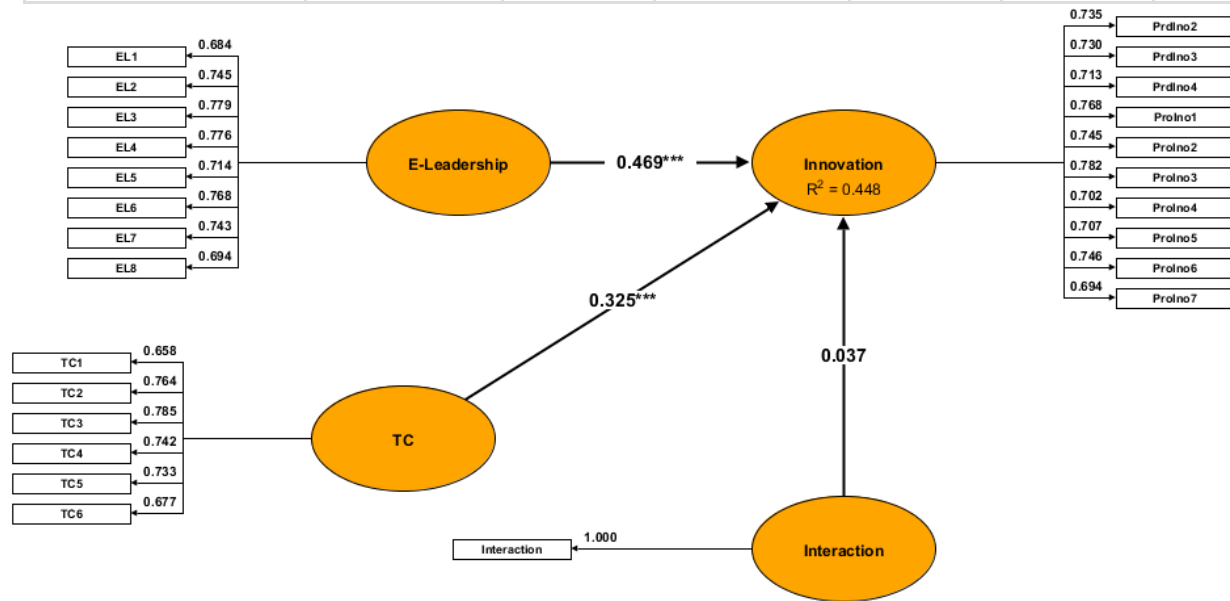 0.684
EL1
0.745
EL2
0.779
EL3
0.776
EL4
0.714
EL5
0.768
EL6
0.743
EL7
0.694
EL8
E-Leadership
0.469***
Innovation
R² = 0.448
0.735
PrdIno2
0.730
PrdIno3
0.713
PrdIno4
0.768
ProIno1
0.745
ProIno2
0.782
ProIno3
0.702
ProIno4
0.707
ProIno5
0.746
ProIno6
0.694
ProIno7
0.325***
0.037
0.658
TC1
0.764
TC2
0.785
TC3
0.742
TC4
0.733
TC5
0.677
TC6
TC
1.000
Interaction
Interaction